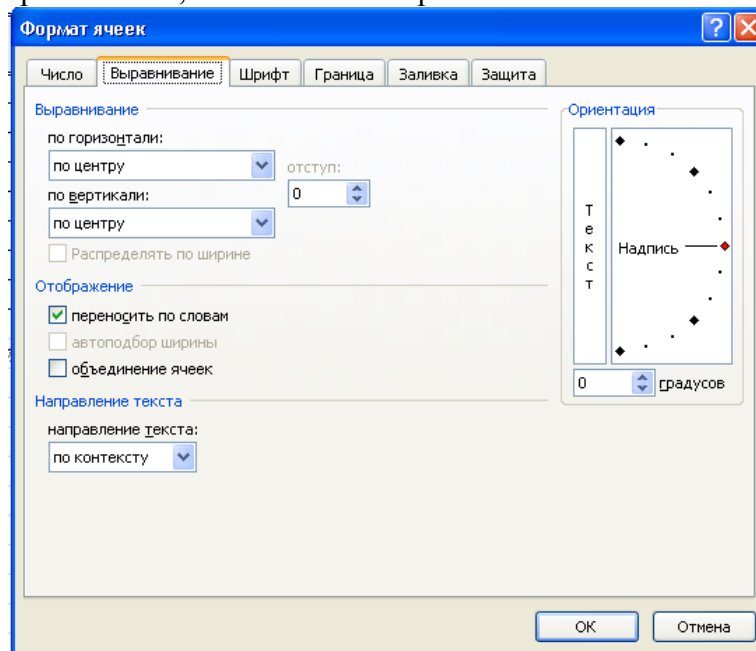 Формат ячеек
Число Выравнивание Шрифт Граница Заливка Защита
Выравнивание
по горизонтали:
по центру
отступ:
0
по вертикали:
по центру
Распределять по ширине
Отображение
переносить по словам
автоподбор ширины
объединение ячеек
Направление текста
направление текста:
по контексту
Ориентация
Текст
Надпись
0 градусов
ОК Отмена